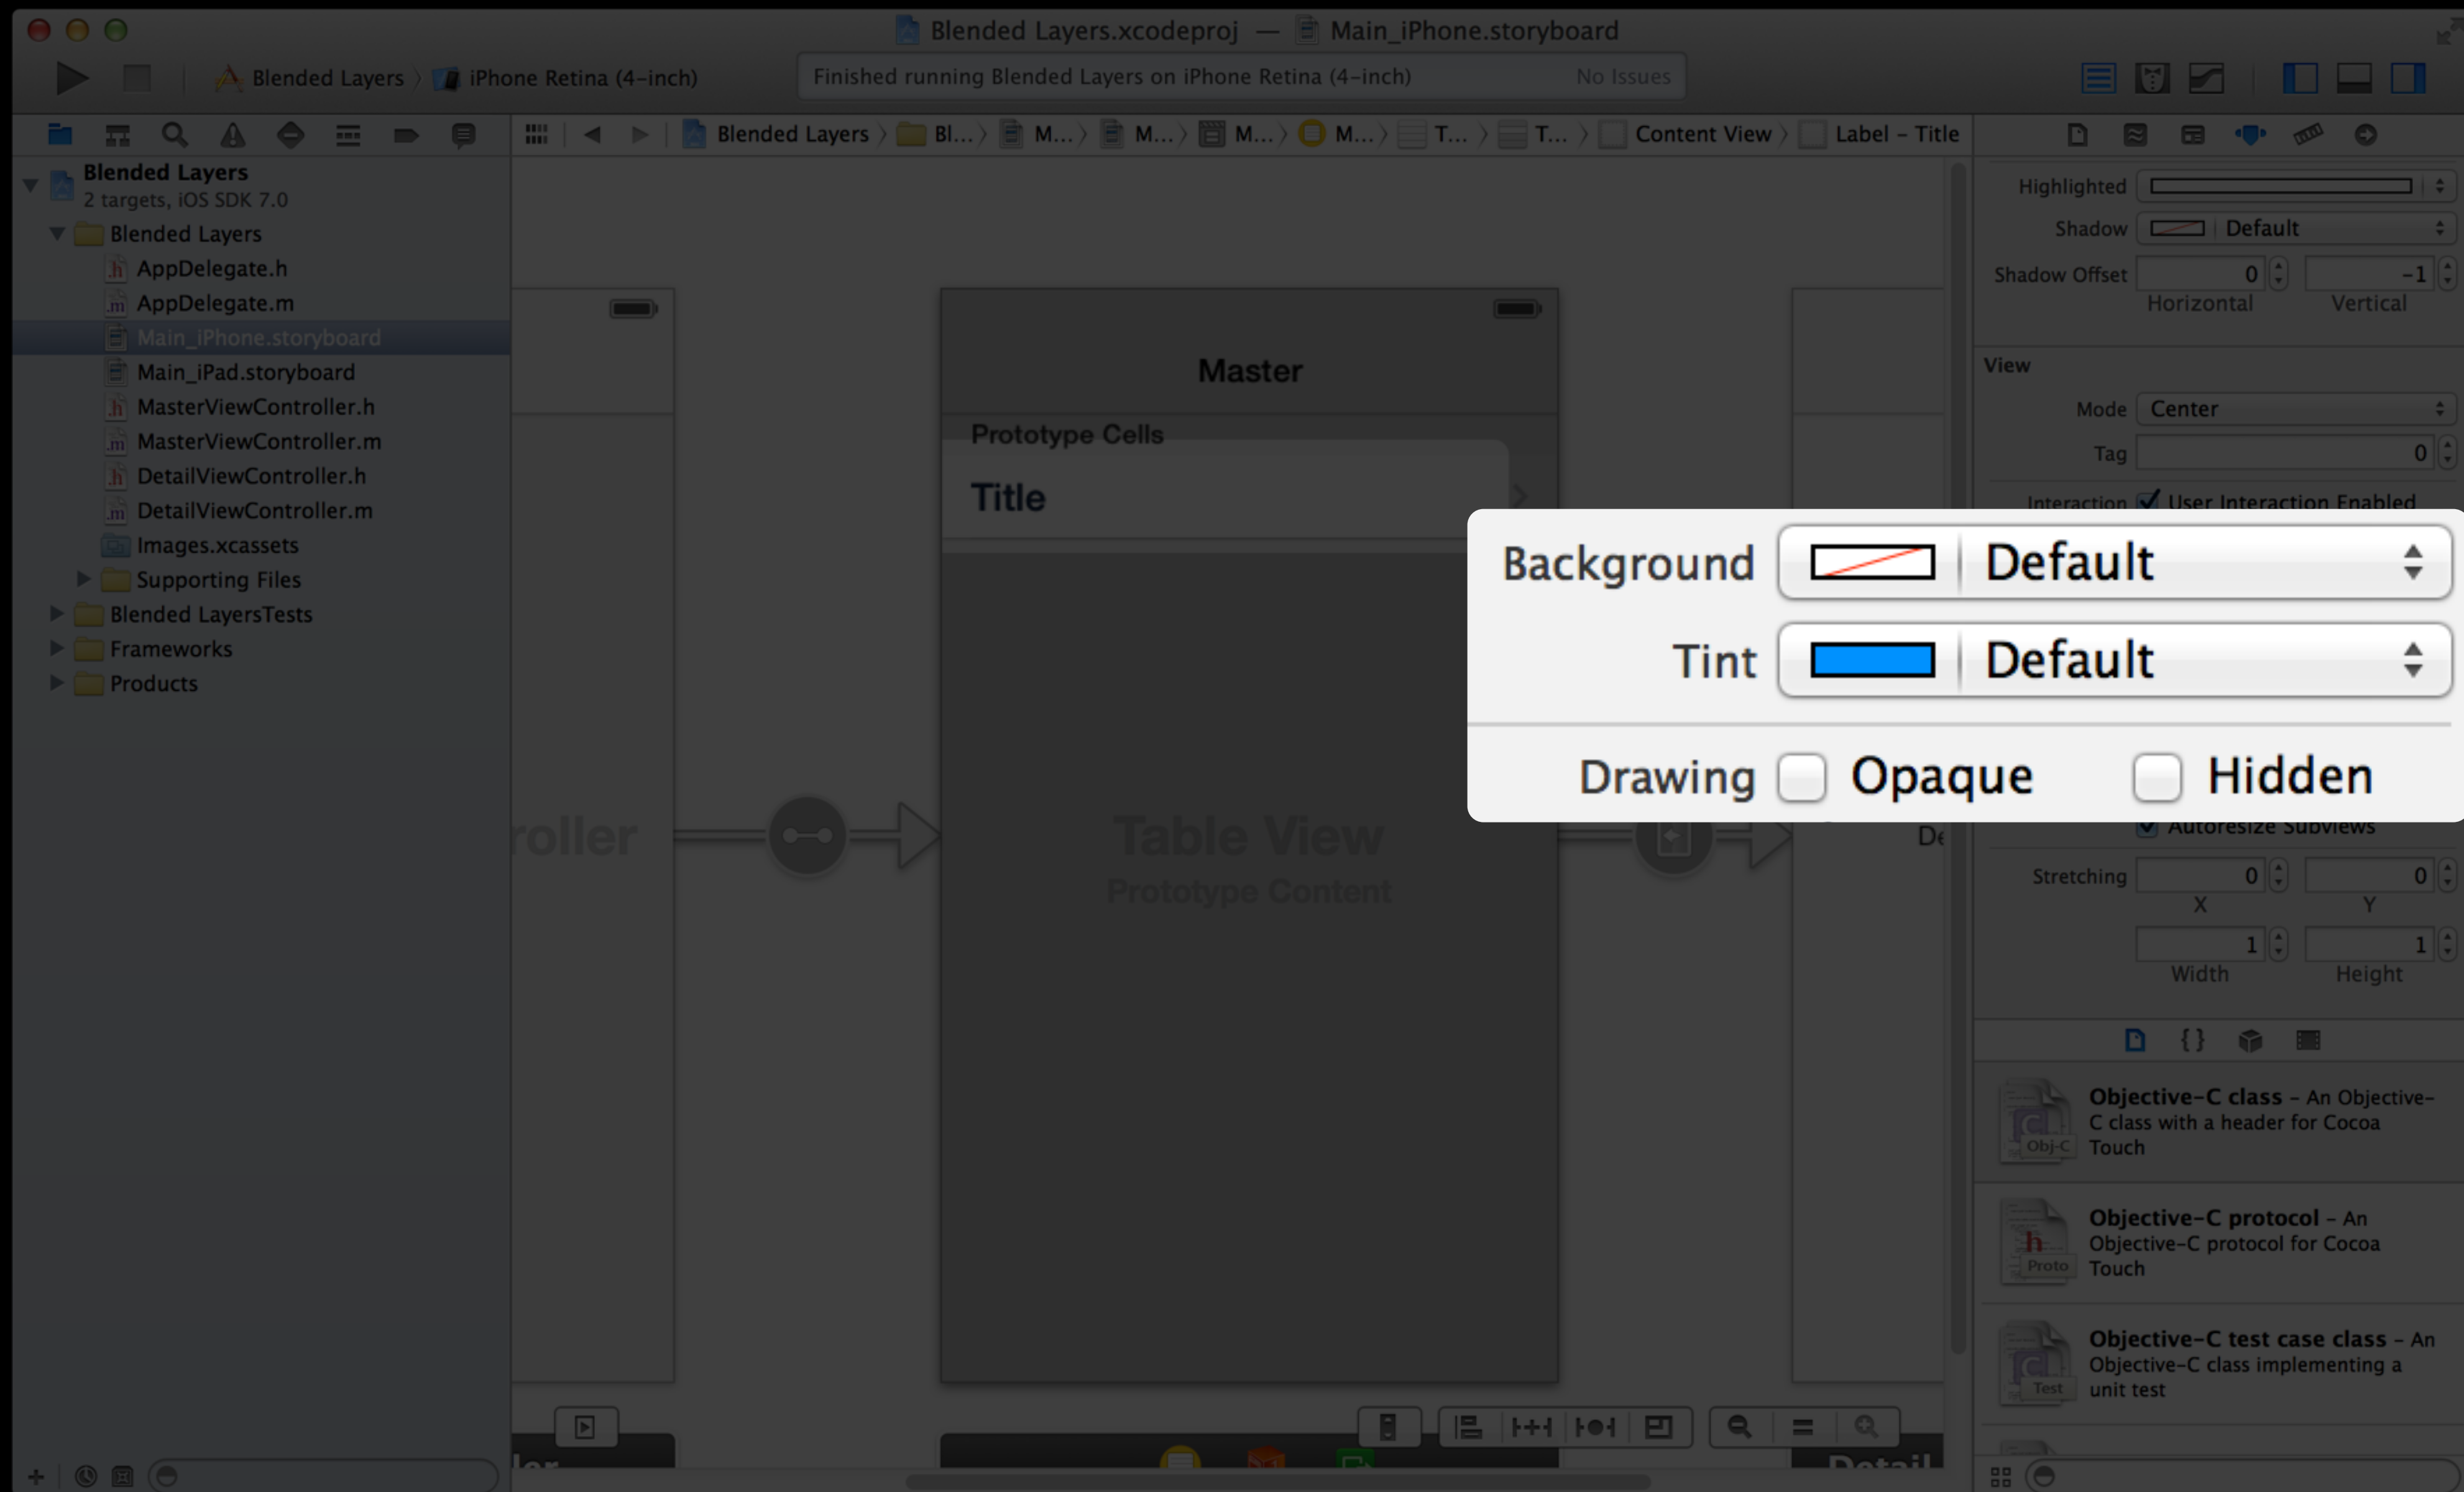 Blended Layers.xcodeproj — Main_iPhone.storyboard
Blended Layers iPhone Retina (4-inch)
Finished running Blended Layers on iPhone Retina (4-inch) No Issues
Blended Layers Bl... M... M... M... M... T... T... Content View Label – Title
Blended Layers
2 targets, iOS SDK 7.0
Blended Layers
AppDelegate.h
AppDelegate.m
Main_iPhone.storyboard
Main_iPad.storyboard
MasterViewController.h
MasterViewController.m
DetailViewController.h
DetailViewController.m
Images.xcassets
Supporting Files
Blended LayersTests
Frameworks
Products
roller
Master
Prototype Cells
Title
Table View
Prototype Content
De
ler
Detail
Highlighted
Shadow Default
Shadow Offset 0 -1
Horizontal Vertical
View
Mode Center
Tag 0
Interaction User Interaction Enabled
Background Default
Tint Default
Drawing Opaque Hidden
Autoresize Subviews
Stretching 0 0
X Y
1 1
Width Height
{ }
Objective-C class – An Objective-
C class with a header for Cocoa
Touch
C
Obj-C
Objective-C protocol – An
Objective-C protocol for Cocoa
Touch
h
Proto
Objective-C test case class – An
Objective-C class implementing a
unit test
C
Test